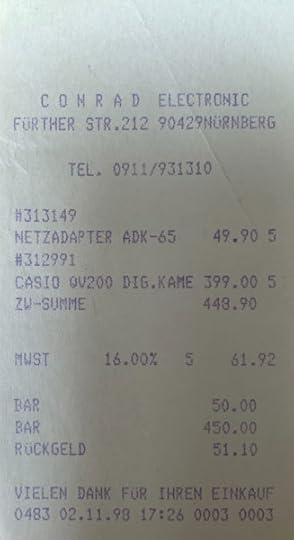 C O N R A D ELECTRONIC
FÜRTHER STR.212 90429NÜRNBERG
TEL. 0911/931310
#313149
NETZADAPTER ADK-65 49.90 5
#312991
CASIO QV200 DIG.KAME 399.00 5
ZW-SUMME 448.90
MWST 16.00% 5 61.92
BAR 50.00
BAR 450.00
RÜCKGELD 51.10
VIELEN DANK FÜR IHREN EINKAUF
0483 02.11.98 17:26 0003 0003